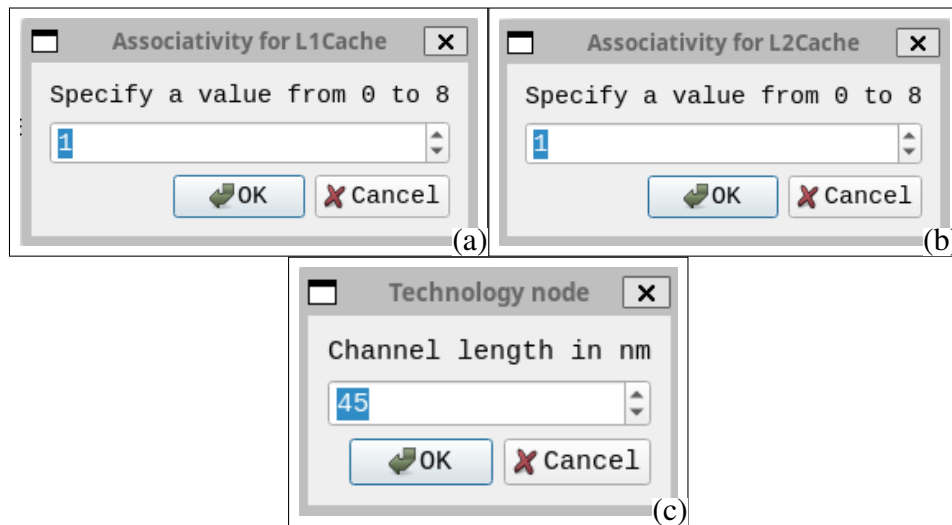 Associativity for L1Cache
Specify a value from 0 to 8
1
OK Cancel
(a)
Associativity for L2Cache
Specify a value from 0 to 8
1
OK Cancel
(b)
Technology node
Channel length in nm
45
OK Cancel
(c)